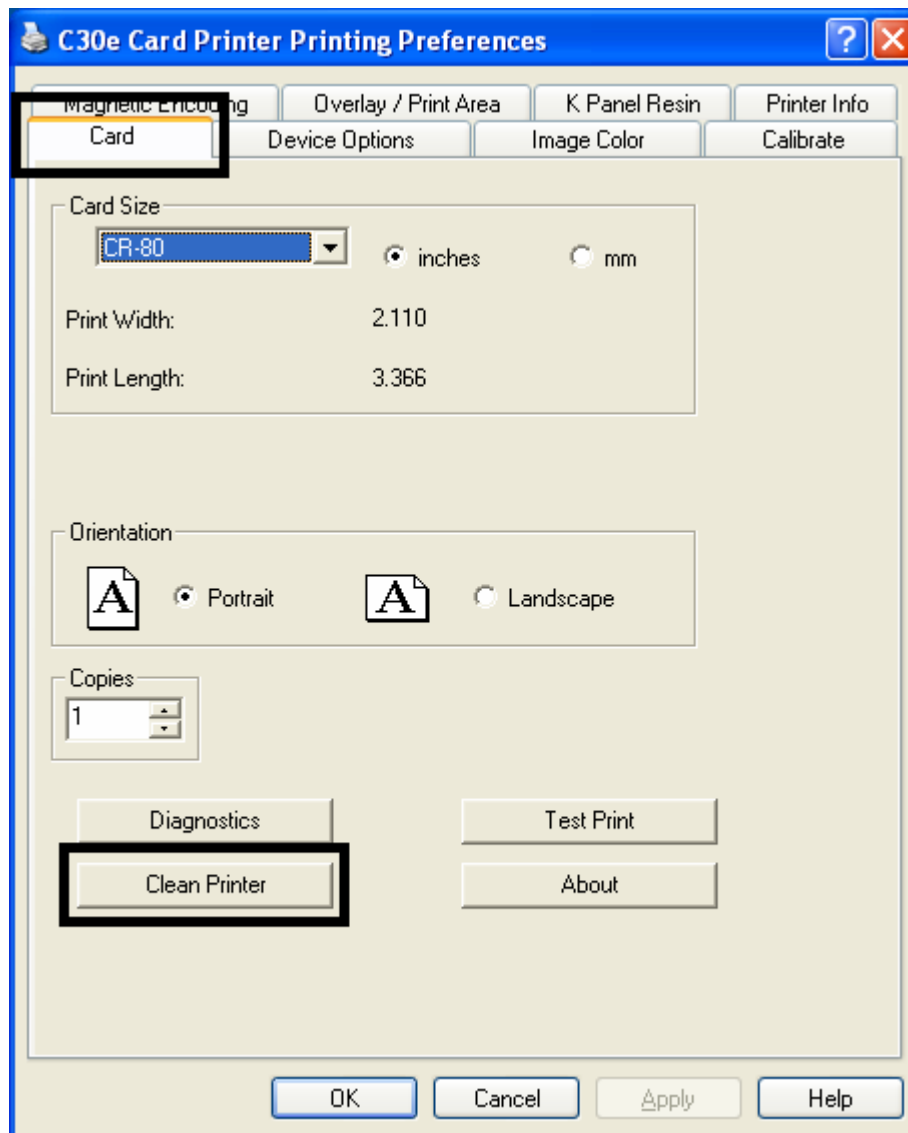 C30e Card Printer Printing Preferences
Magnetic Encoding Overlay / Print Area K Panel Resin Printer Info
Card Device Options Image Color Calibrate
Card Size
CR-80 inches mm
Print Width: 2.110
Print Length: 3.366
Orientation
A Portrait A Landscape
Copies
1
Diagnostics Test Print
Clean Printer About
OK Cancel Apply Help